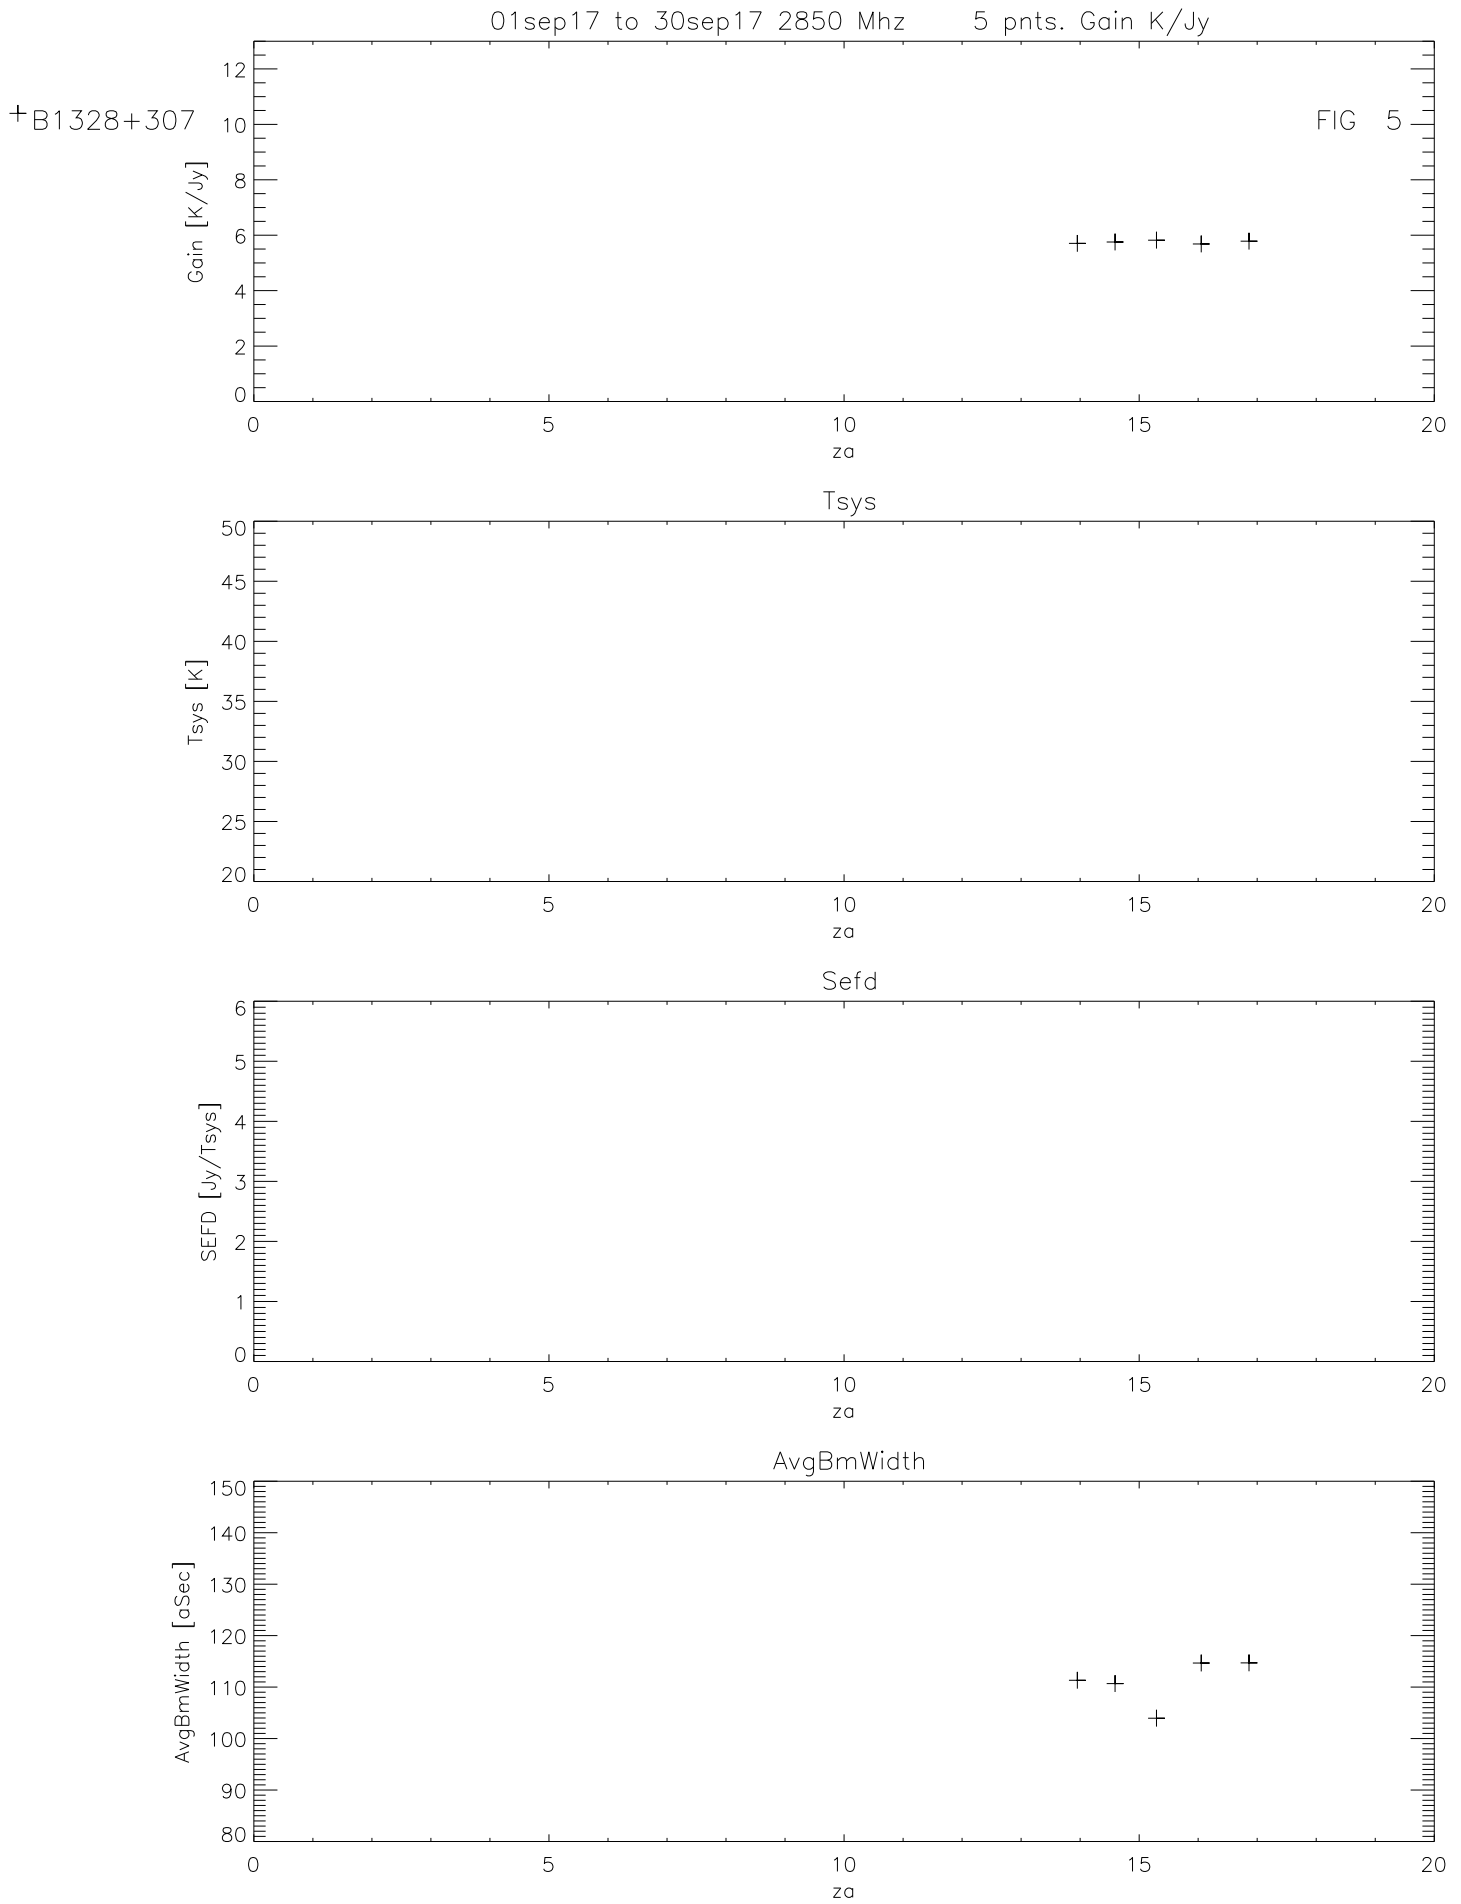 01sep17 to 30sep17 2850 Mhz 5 pnts. Gain K/Jy
+B1328+307
FIG 5
Gain [K/Jy]
12
10
8
6
4
2
0
0 5 10 15 20
za
Tsys
Tsys [K]
50
45
40
35
30
25
20
0 5 10 15 20
za
Sefd
SEFD [Jy/Tsys]
6
5
4
3
2
1
0
0 5 10 15 20
za
AvgBmWidth
AvgBmWidth [aSec]
150
140
130
120
110
100
90
80
0 5 10 15 20
za